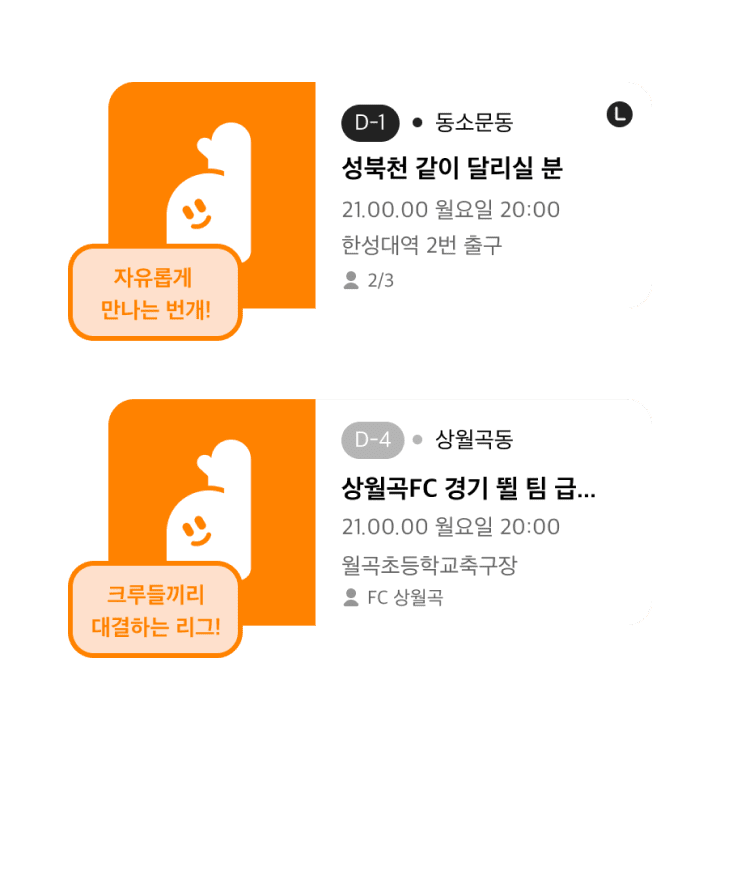 D-1 • 동소문동 L
성북천 같이 달리실 분
21.00.00 월요일 20:00
한성대역 2번 출구
2/3
자유롭게
만나는 번개!
D-4 • 상월곡동
상월곡FC 경기 뛸 팀 급...
21.00.00 월요일 20:00
월곡초등학교축구장
FC 상월곡
크루들끼리
대결하는 리그!